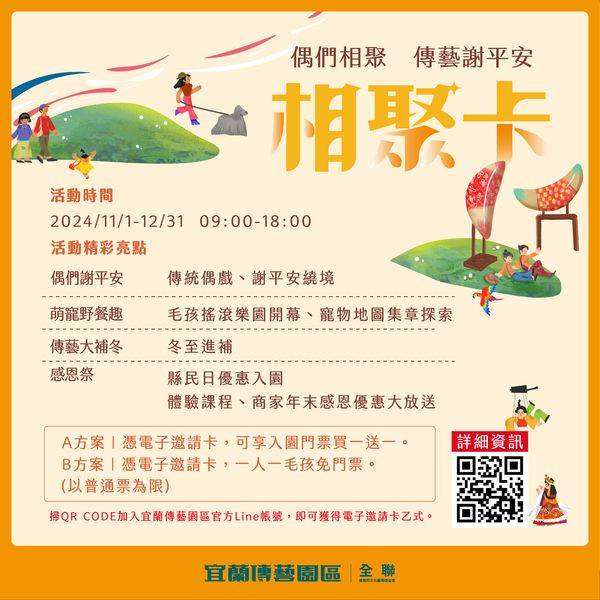 偶們相聚 傳藝謝平安
相聚卡
活動時間
2024/11/1-12/31 09:00-18:00
活動精彩亮點
偶們謝平安 傳統偶戲、謝平安繞境
萌寵野餐趣 毛孩搖滾樂園開幕、寵物地圖集章探索
傳藝大補冬 冬至進補
感恩祭 縣民日優惠入園
體驗課程、商家年末感恩優惠大放送
A方案 | 憑電子邀請卡，可享入園門票買一送一。
B方案 | 憑電子邀請卡，一人一毛孩免門票。
(以普通票為限)
詳細資訊
掃QR CODE加入宜蘭傳藝園區官方Line帳號，即可獲得電子邀請卡乙式。
宜蘭傳藝園區 全聯